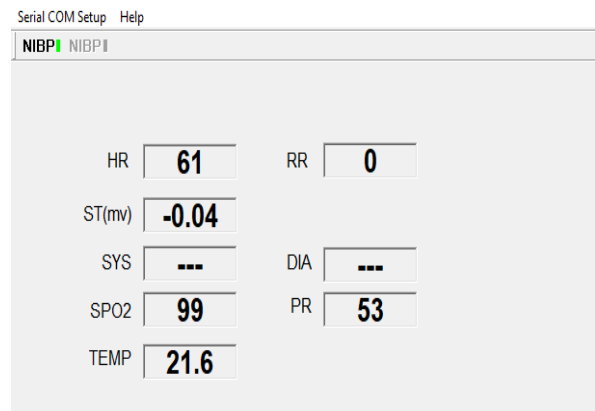 Serial COM Setup Help
NIBP NIBP
HR 61 RR 0
ST(mv) -0.04
SYS --- DIA ---
SPO2 99 PR 53
TEMP 21.6